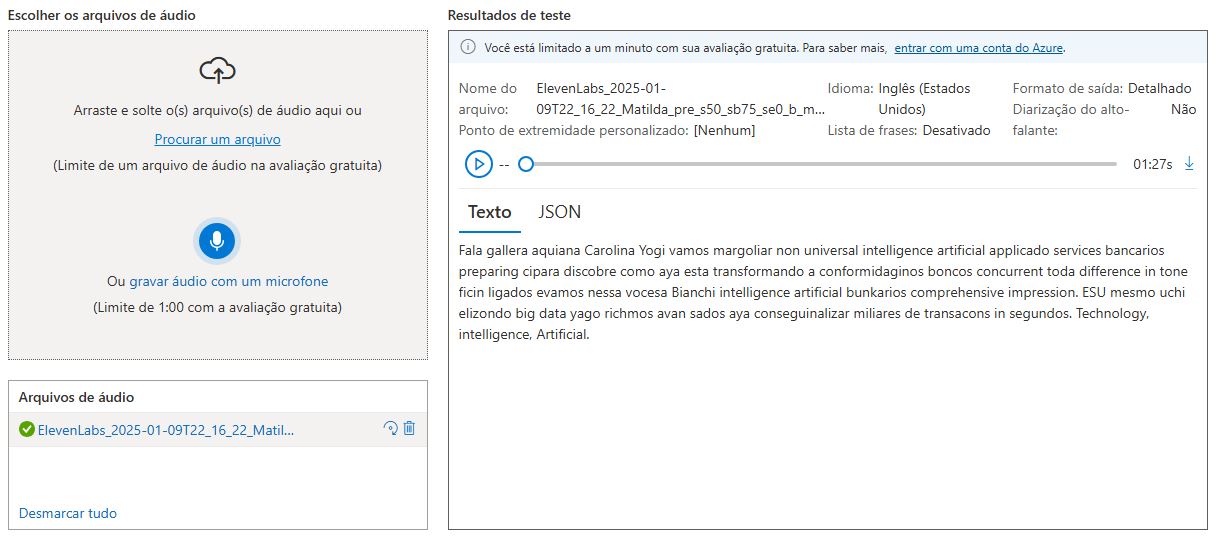 Escolher os arquivos de áudio
Arraste e solte o(s) arquivo(s) de áudio aqui ou
Procurar um arquivo
(Limite de um arquivo de áudio na avaliação gratuita)
Ou gravar áudio com um microfone
(Limite de 1:00 com a avaliação gratuita)
Arquivos de áudio
ElevenLabs_2025-01-09T22_16_22_Matil...
Desmarcar tudo
Resultados de teste
Você está limitado a um minuto com sua avaliação gratuita. Para saber mais, entrar com uma conta do Azure.
Nome do arquivo: ElevenLabs_2025-01-
09T22_16_22_Matilda_pre_s50_sb75_se0_b_m...
Idioma: Inglês (Estados
Unidos)
Formato de saída: Detalhado
Diarização do alto-
falante: Não
Ponto de extremidade personalizado: [Nenhum]
Lista de frases: Desativado
-- 01:27s
Texto JSON
Fala gallera aquiana Carolina Yogi vamos margoliar non universal intelligence artificial applicado services bancarios
preparing cipara discobre como aya esta transformando a conformidaginos boncos concurrent toda difference in tone
ficin ligados evamos nessa vocesa Bianchi intelligence artificial bunkarios comprehensive impression. ESU mesmo uchi
elizondo big data yago richmos avan sados aya conseguinalizar miliares de transacons in segundos. Technology,
intelligence, Artificial.